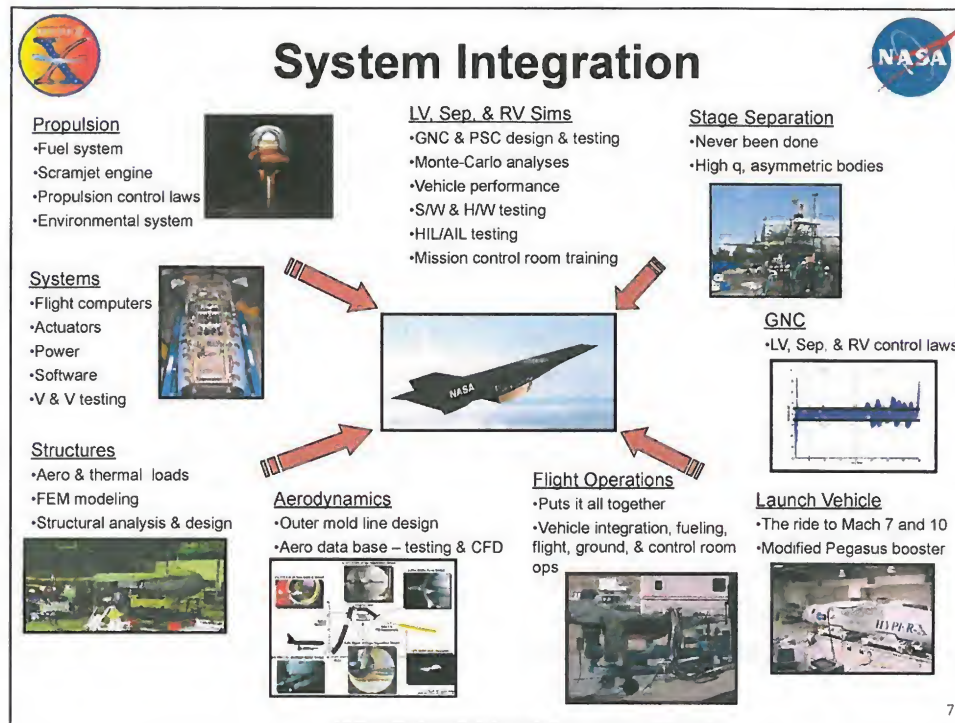 System Integration
NASA
Propulsion
•Fuel system
•Scramjet engine
•Propulsion control laws
•Environmental system
LV, Sep, & RV Sims
•GNC & PSC design & testing
•Monte-Carlo analyses
•Vehicle performance
•S/W & H/W testing
•HIL/AIL testing
•Mission control room training
Stage Separation
•Never been done
•High q, asymmetric bodies
Systems
•Flight computers
•Actuators
•Power
•Software
•V & V testing
NASA
GNC
•LV, Sep, & RV control laws
Structures
•Aero & thermal loads
•FEM modeling
•Structural analysis & design
Aerodynamics
•Outer mold line design
•Aero data base – testing & CFD
Flight Operations
•Puts it all together
•Vehicle integration, fueling,
flight, ground, & control room
ops
Launch Vehicle
•The ride to Mach 7 and 10
•Modified Pegasus booster
HYPER-X
7